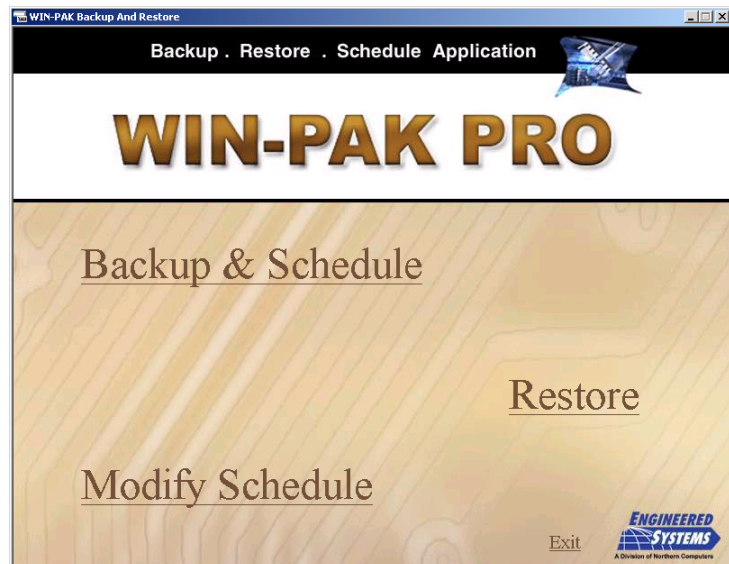 WIN-PAK Backup And Restore
Backup . Restore . Schedule Application
WIN-PAK PRO
Backup & Schedule
Restore
Modify Schedule
Exit
ENGINEERED
SYSTEMS
A Division of Northern Computers